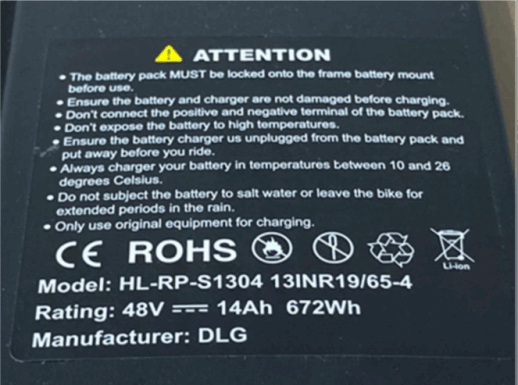 ATTENTION
• The battery pack MUST be locked onto the frame battery mount
before use.
• Ensure the battery and charger are not damaged before charging.
• Don't connect the positive and negative terminal of the battery pack.
• Don't expose the battery to high temperatures.
• Ensure the battery charger us unplugged from the battery pack and
put away before you ride.
• Always charger your battery in temperatures between 10 and 26
degrees Celsius.
• Do not subject the battery to salt water or leave the bike for
extended periods in the rain.
• Only use original equipment for charging.
CE ROHS
Li-ion
Model: HL-RP-S1304 13INR19/65-4
Rating: 48V 14Ah 672Wh
Manufacturer: DLG